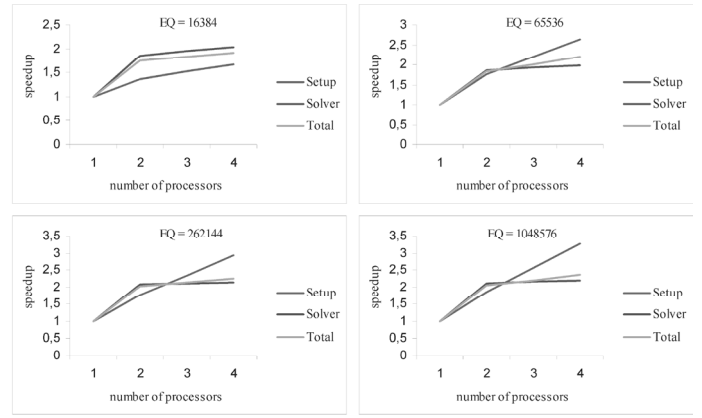 EQ = 16384
2,5
2
1,5
1
0,5
0
speedup
1 2 3 4
number of processors
Setup
Solver
Total
EQ = 65536
3
2,5
2
1,5
1
0,5
0
speedup
1 2 3 4
number of processors
Setup
Solver
Total
EQ = 262144
3,5
3
2,5
2
1,5
1
0,5
0
speedup
1 2 3 4
number of processors
Setup
Solver
Total
EQ = 1048576
3,5
3
2,5
2
1,5
1
0,5
0
speedup
1 2 3 4
number of processors
Setup
Solver
Total